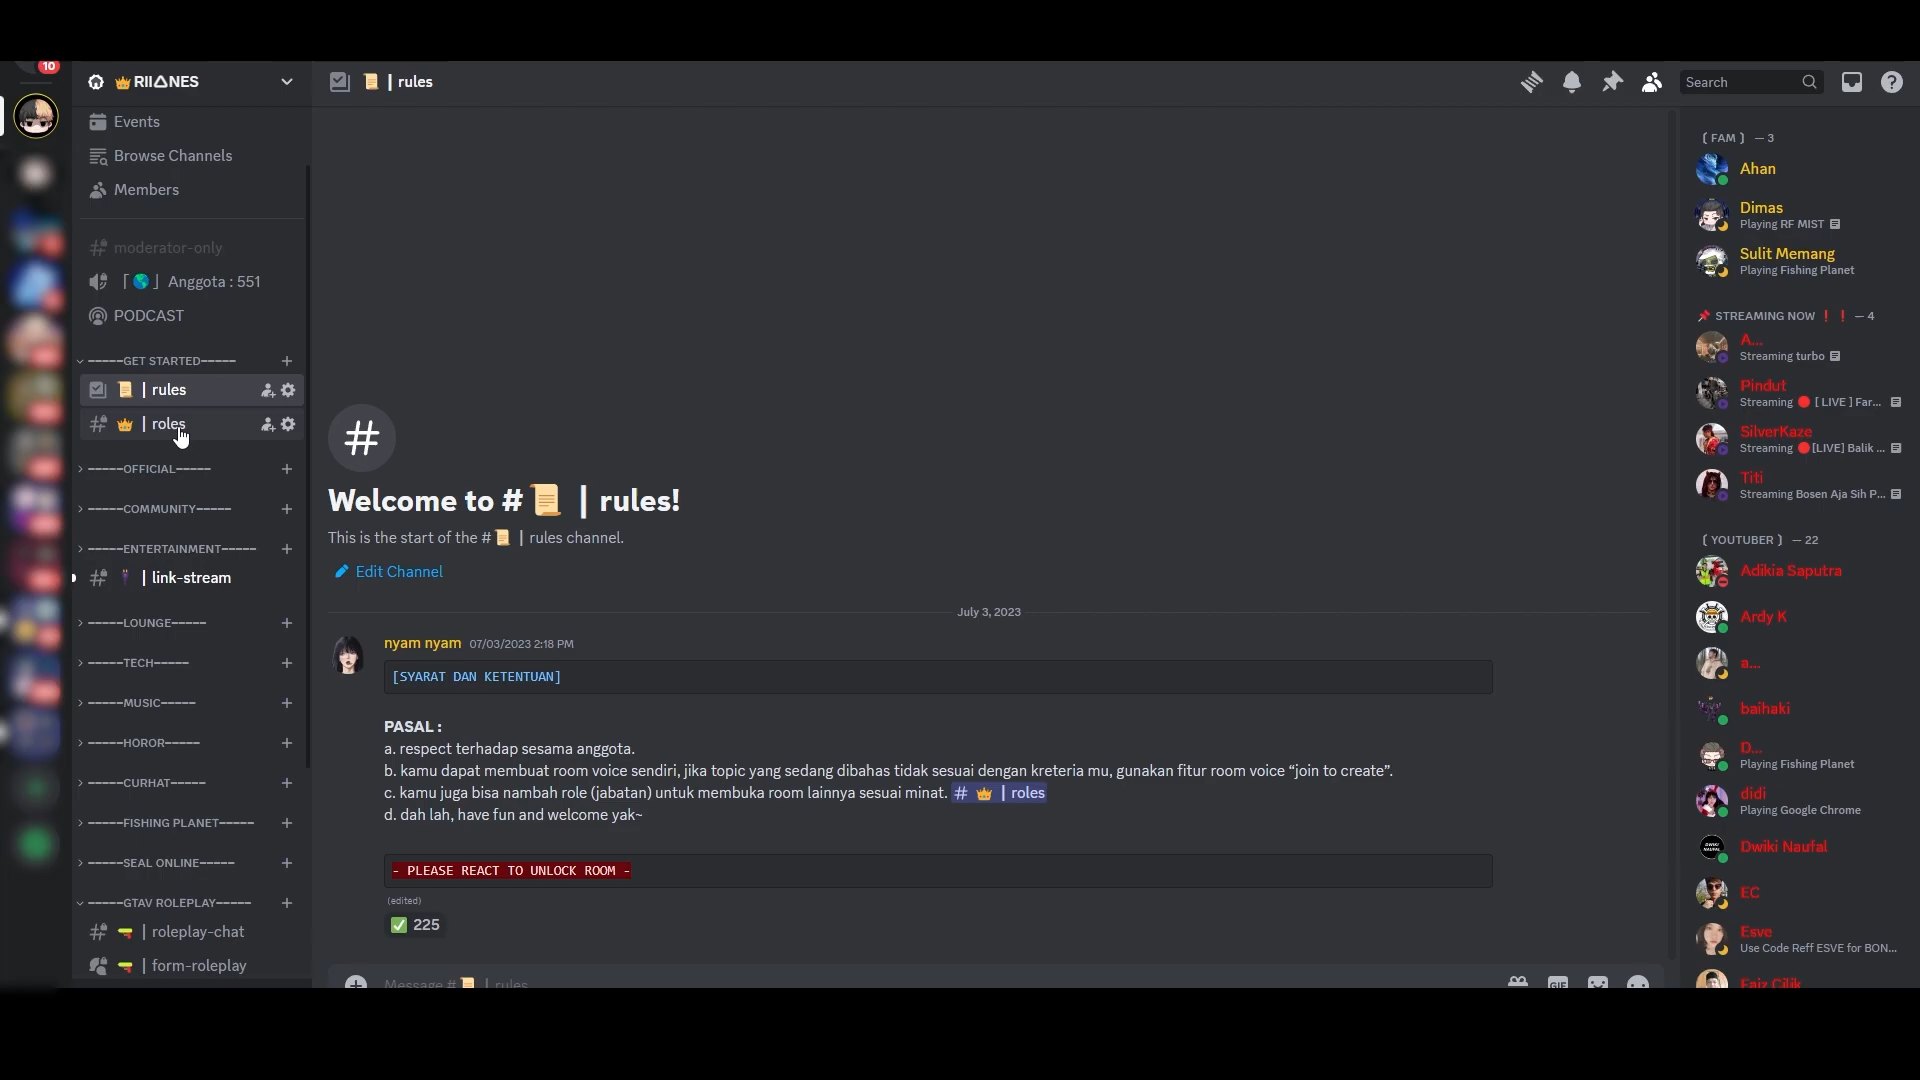 10
RII△NES
Events
Browse Channels
Members
moderator-only
[🌎] Anggota : 551
PODCAST
-----GET STARTED-----
| rules
| roles
-----OFFICIAL-----
-----COMMUNITY-----
-----ENTERTAINMENT-----
| link-stream
-----LOUNGE-----
-----TECH-----
-----MUSIC-----
-----HOROR-----
-----CURHAT-----
-----FISHING PLANET-----
-----SEAL ONLINE-----
-----GTAV ROLEPLAY-----
| roleplay-chat
| form-roleplay
| rules
Search
Welcome to #📜 | rules!
This is the start of the #📜 | rules channel.
Edit Channel
July 3, 2023
nyam nyam 07/03/2023 2:18 PM
[SYARAT DAN KETENTUAN]
PASAL :
a. respect terhadap sesama anggota.
b. kamu dapat membuat room voice sendiri, jika topic yang sedang dibahas tidak sesuai dengan kreteria mu, gunakan fitur room voice “join to create”.
c. kamu juga bisa nambah role (jabatan) untuk membuka room lainnya sesuai minat. # 👑 | roles
d. dah lah, have fun and welcome yak~
- PLEASE REACT TO UNLOCK ROOM -
(edited)
✅ 225
Message #📜 | rules
GIF
[ FAM ] — 3
Ahan
Dimas
Playing RF MIST
Sulit Memang
Playing Fishing Planet
📌 STREAMING NOW ❗❗ — 4
A...
Streaming turbo
Pindut
Streaming 🔴 [ LIVE ] Far...
SilverKaze
Streaming 🔴[LIVE] Balik ...
Titi
Streaming Bosen Aja Sih P...
[ YOUTUBER ] — 22
Adikia Saputra
Ardy K
a...
baihaki
D...
Playing Fishing Planet
didi
Playing Google Chrome
Dwiki Naufal
EC
Esve
Use Code Reff ESVE for BON...
Faiz Cilik